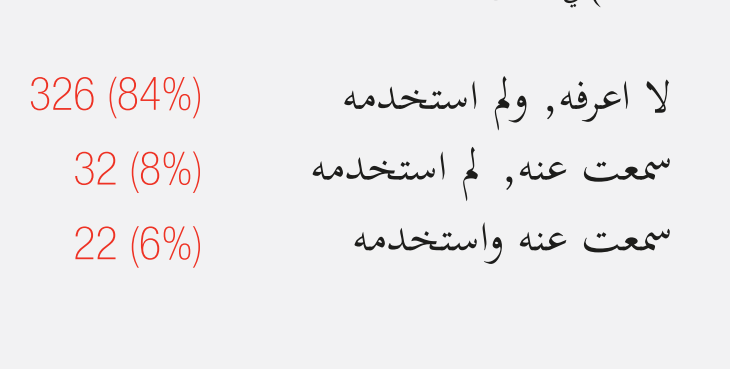 لا اعرفه, ولم استخدمه 326 (84%)
سمعت عنه, لم استخدمه 32 (8%)
سمعت عنه واستخدمه 22 (6%)